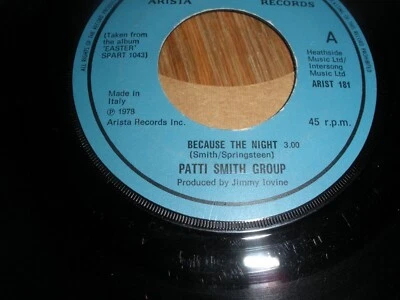 ARISTA RECORDS
(Taken from
the album
'EASTER'
SPART 1043)
A
Heathside
Music Ltd/
Intersong
Music Ltd
ARIST 181
Made in
Italy
℗ 1978
Arista Records Inc.
45 r.p.m.
BECAUSE THE NIGHT 3.00
(Smith/Springsteen)
PATTI SMITH GROUP
Produced by Jimmy Iovine